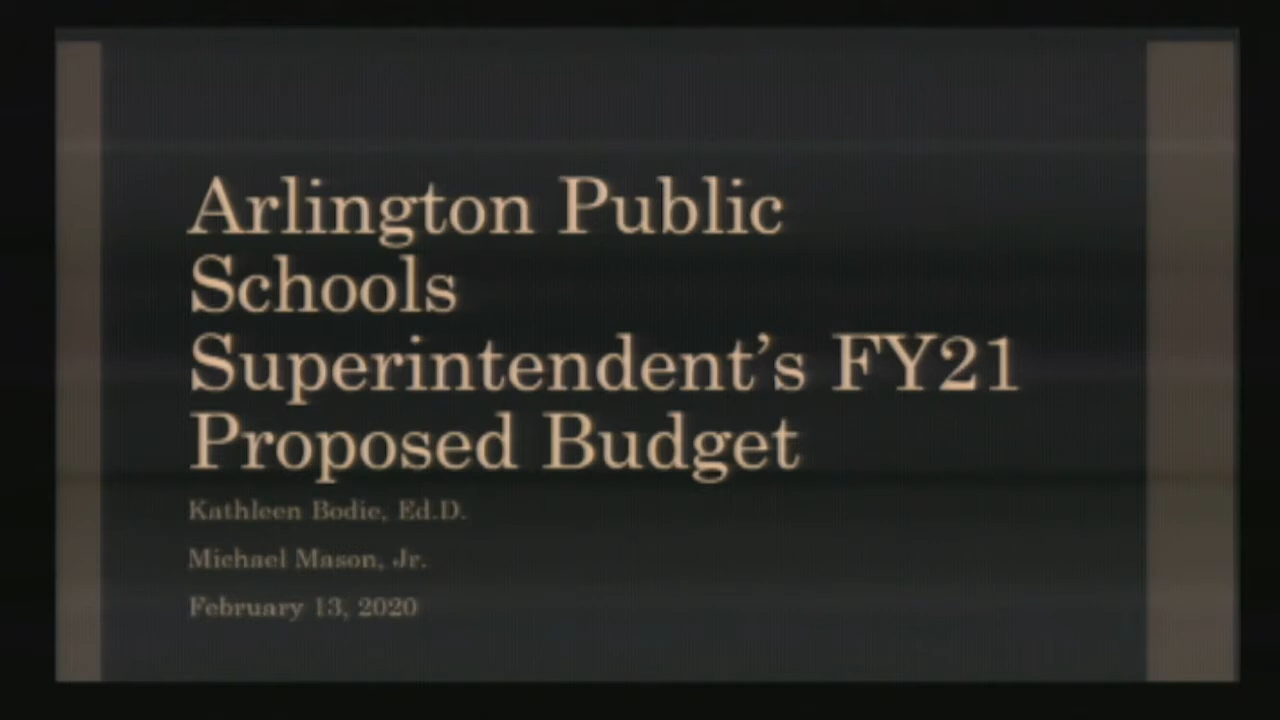 Arlington Public
Schools
Superintendent's FY21
Proposed Budget
Kathleen Bodie, Ed.D.
Michael Mason, Jr.
February 13, 2020